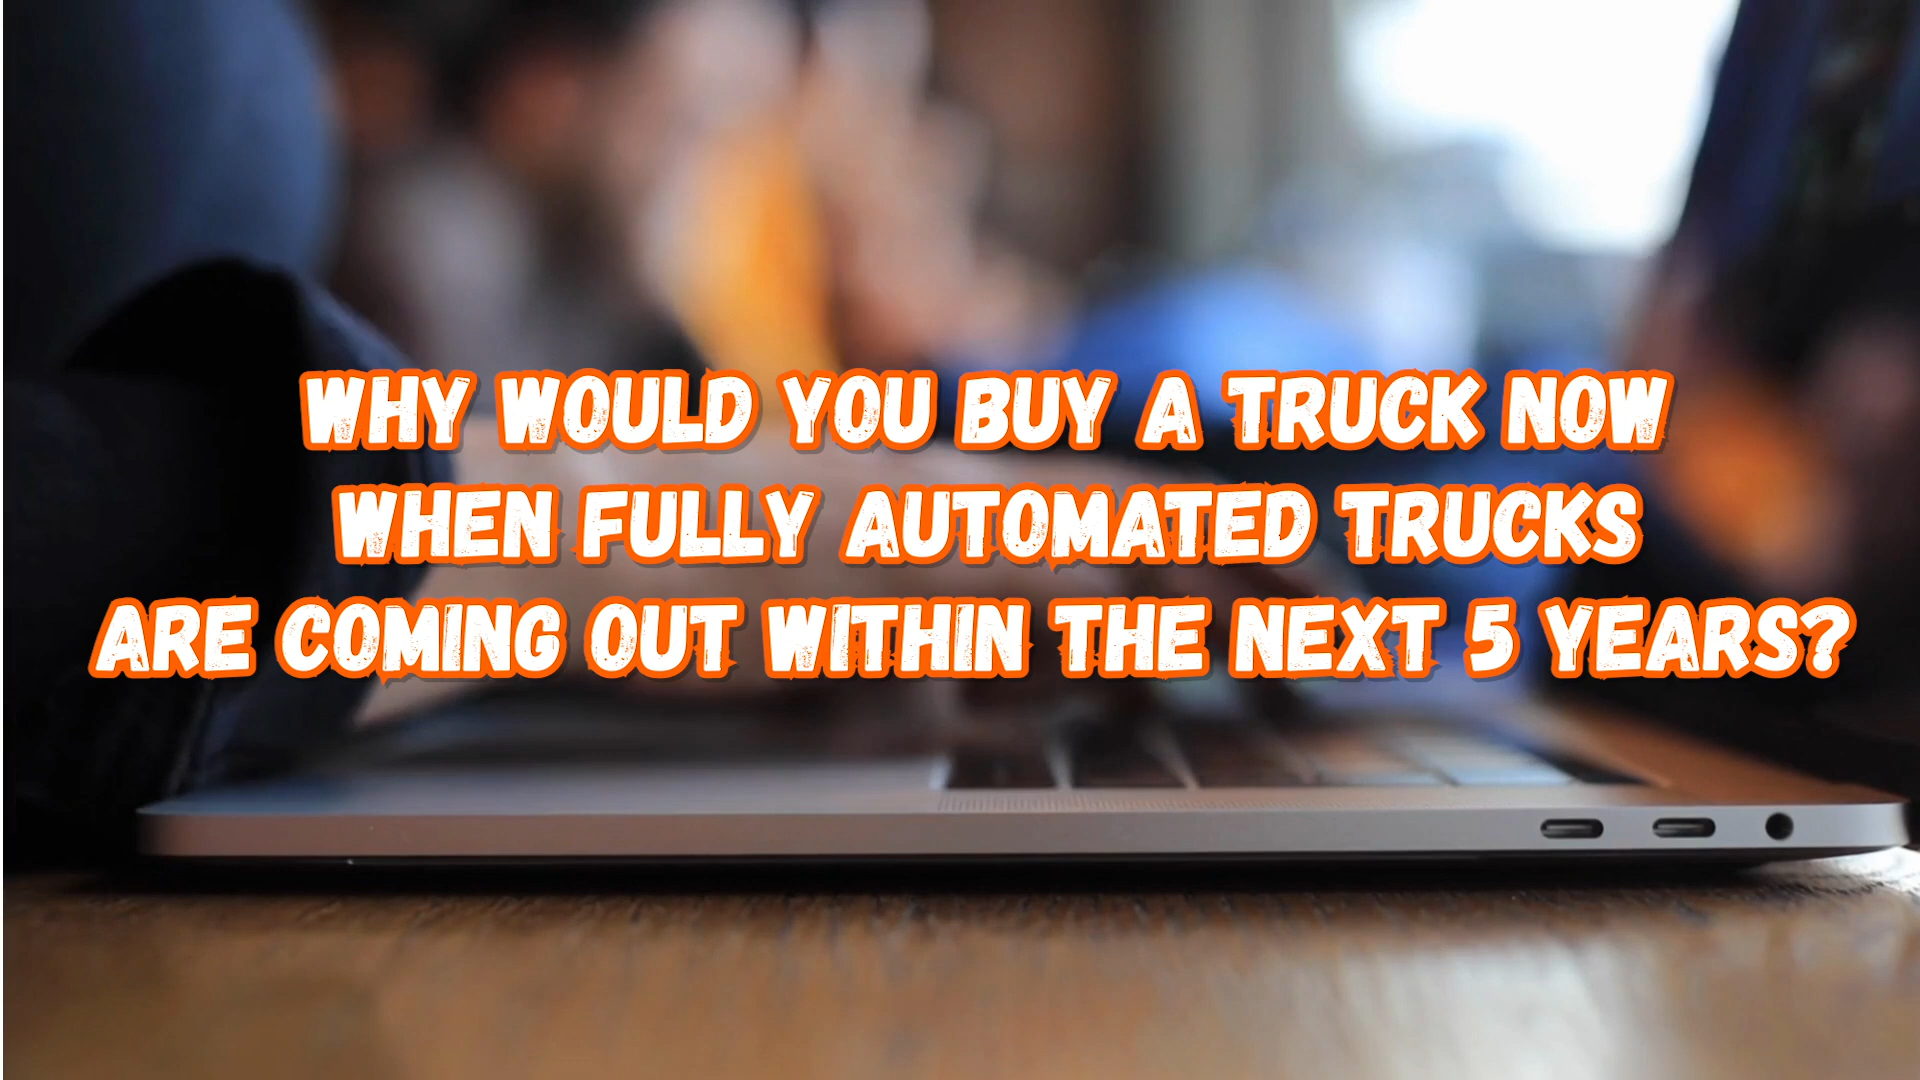 WHY WOULD YOU BUY A TRUCK NOW
WHEN FULLY AUTOMATED TRUCKS
ARE COMING OUT WITHIN THE NEXT 5 YEARS?